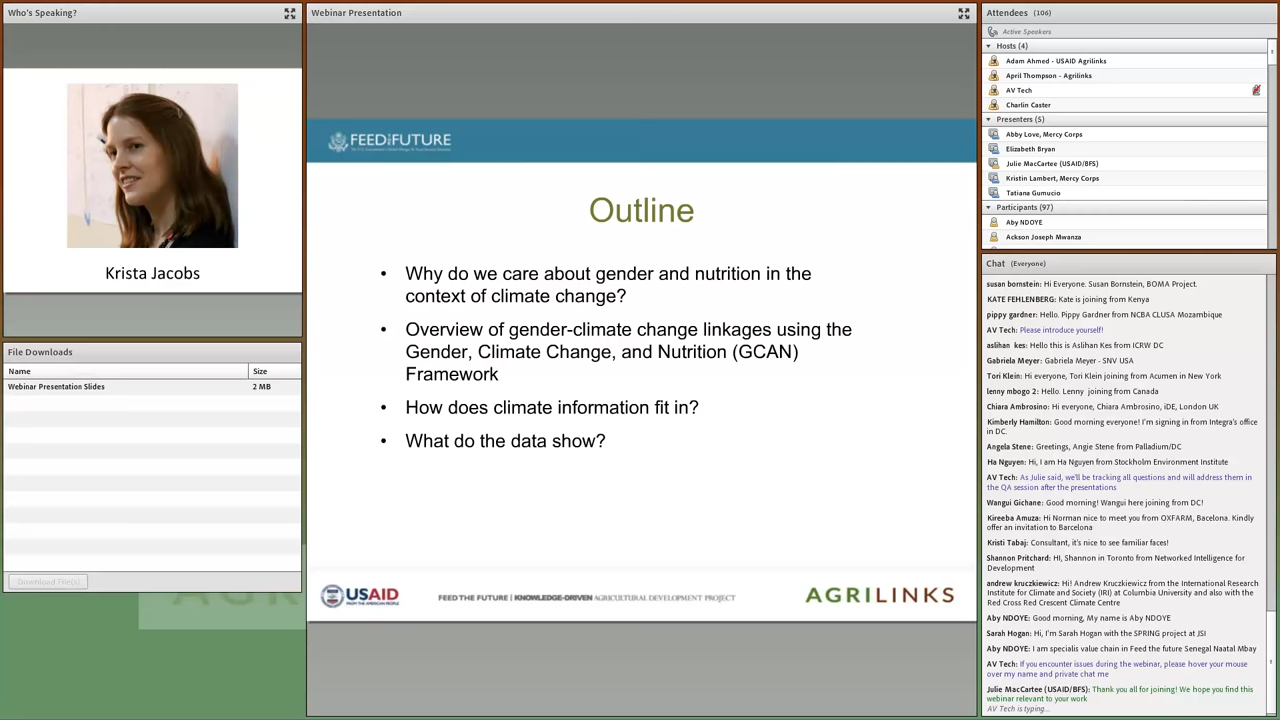 Who's Speaking?
Krista Jacobs
File Downloads
Name Size
Webinar Presentation Slides 2 MB
Download File(s)
Webinar Presentation
FEED THE FUTURE
Outline
• Why do we care about gender and nutrition in the
context of climate change?
• Overview of gender-climate change linkages using the
Gender, Climate Change, and Nutrition (GCAN)
Framework
• How does climate information fit in?
• What do the data show?
USAID
FROM THE AMERICAN PEOPLE
FEED THE FUTURE | KNOWLEDGE-DRIVEN AGRICULTURAL DEVELOPMENT PROJECT
AGRILINKS
Attendees (106)
Active Speakers
Hosts (4)
Adam Ahmed - USAID Agrilinks
April Thompson - Agrilinks
AV Tech
Charlin Caster
Presenters (5)
Abby Love, Mercy Corps
Elizabeth Bryan
Julie MacCartee (USAID/BFS)
Kristin Lambert, Mercy Corps
Tatiana Gumucio
Participants (97)
Aby NDOYE
Ackson Joseph Mwanza
Chat (Everyone)
susan bornstein: Hi Everyone. Susan Bornstein, BOMA Project.
KATE FEHLENBERG: Kate is joining from Kenya
pippy gardner: Hello. Pippy Gardner from NCBA CLUSA Mozambique
AV Tech: Please introduce yourself!
aslihan kes: Hello this is Aslihan Kes from ICRW DC
Gabriela Meyer: Gabriela Meyer - SNV USA
Tori Klein: Hi everyone, Tori Klein joining from Acumen in New York
lenny mbogo 2: Hello. Lenny joining from Canada
Chiara Ambrosino: Hi everyone, Chiara Ambrosino, iDE, London UK
Kimberly Hamilton: Good morning everyone! I'm signing in from Integra's office
in DC.
Angela Stene: Greetings, Angie Stene from Palladium/DC
Ha Nguyen: Hi, I am Ha Nguyen from Stockholm Environment Institute
AV Tech: As Julie said, we'll be tracking all questions and will address them in
the QA session after the presentations
Wangui Gichane: Good morning! Wangui here joining from DC!
Kireeba Amuza: Hi Norman nice to meet you from OXFARM, Bacelona. Kindly
offer an invitation to Barcelona
Kristi Tabaj: Consultant, it's nice to see familiar faces!
Shannon Pritchard: HI, Shannon in Toronto from Networked Intelligence for
Development
andrew kruczkiewicz: Hi! Andrew Kruczkiewicz from the International Research
Institute for Climate and Society (IRI) at Columbia University and also with the
Red Cross Red Crescent Climate Centre
Aby NDOYE: Good morning, My name is Aby NDOYE
Sarah Hogan: Hi, I'm Sarah Hogan with the SPRING project at JSI
Aby NDOYE: I am specialis value chain in Feed the future Senegal Naatal Mbay
AV Tech: If you encounter issues during the webinar, please hover your mouse
over my name and private chat me
Julie MacCartee (USAID/BFS): Thank you all for joining! We hope you find this
webinar relevant to your work
AV Tech is typing...